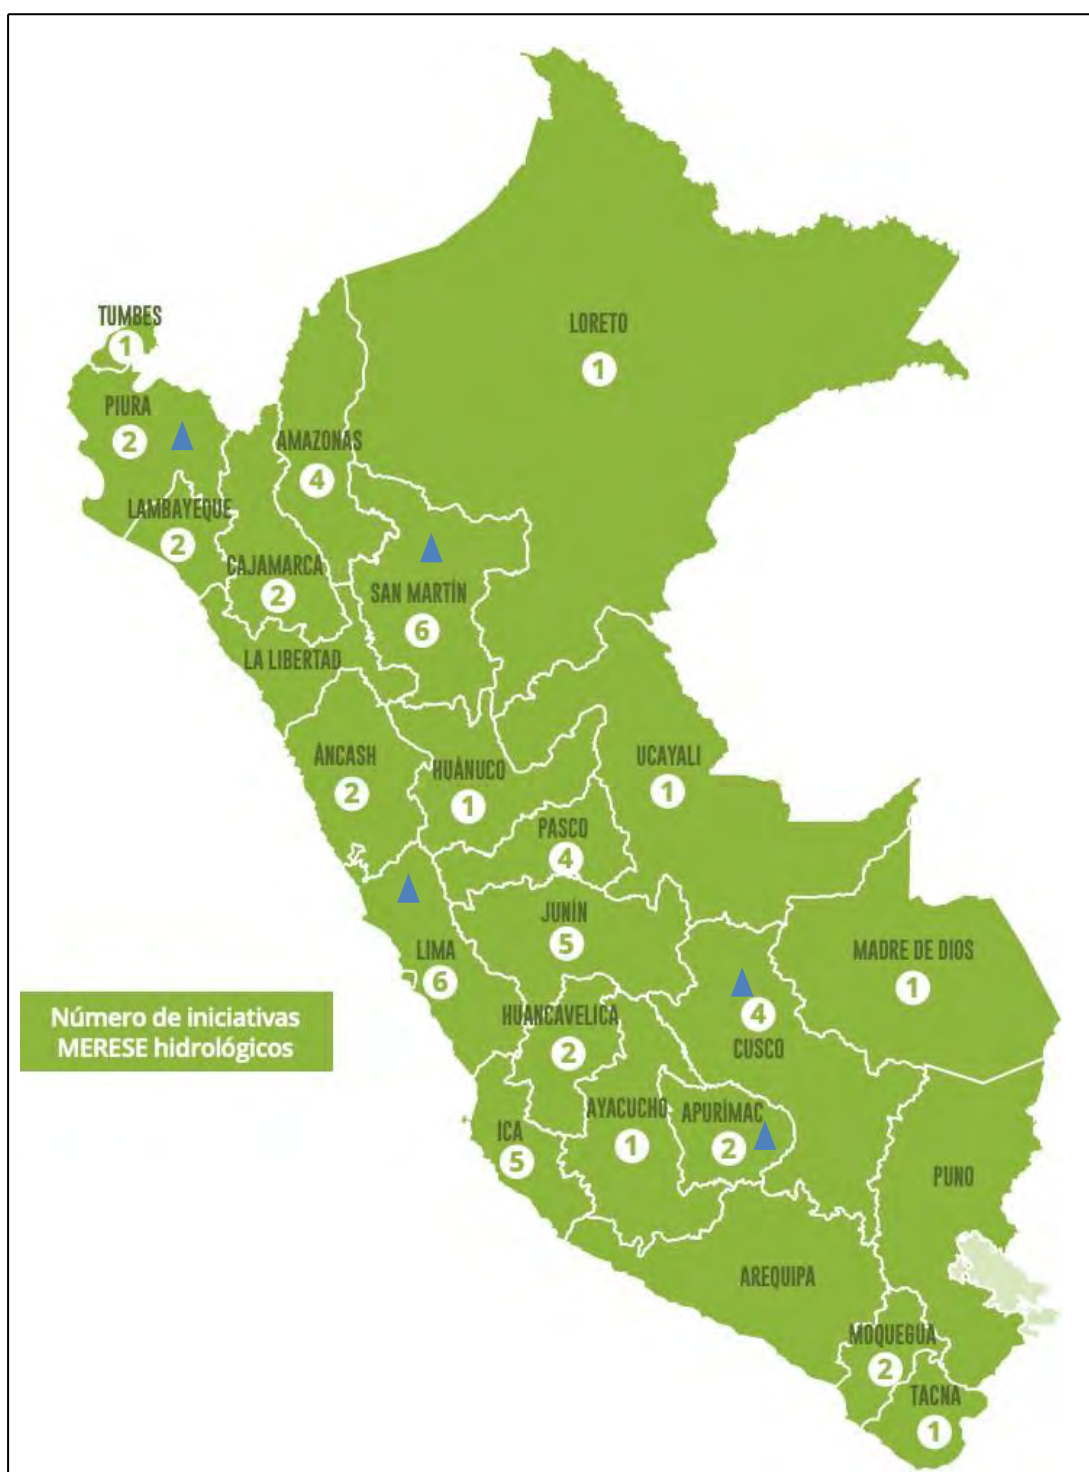 TUMBES
1
LORETO
1
PIURA
2
AMAZONAS
4
LAMBAYEQUE
2
CAJAMARCA
2
SAN MARTÍN
6
LA LIBERTAD
ÁNCASH
2
HUÁNUCO
1
UCAYALI
1
PASCO
4
JUNÍN
5
LIMA
6
MADRE DE DIOS
1
Número de iniciativas
MERESE hidrológicos
HUANCAVELICA
2
4
CUSCO
AYACUCHO
1
APURÍMAC
2
ICA
5
PUNO
AREQUIPA
MOQUEGUA
2
TACNA
1